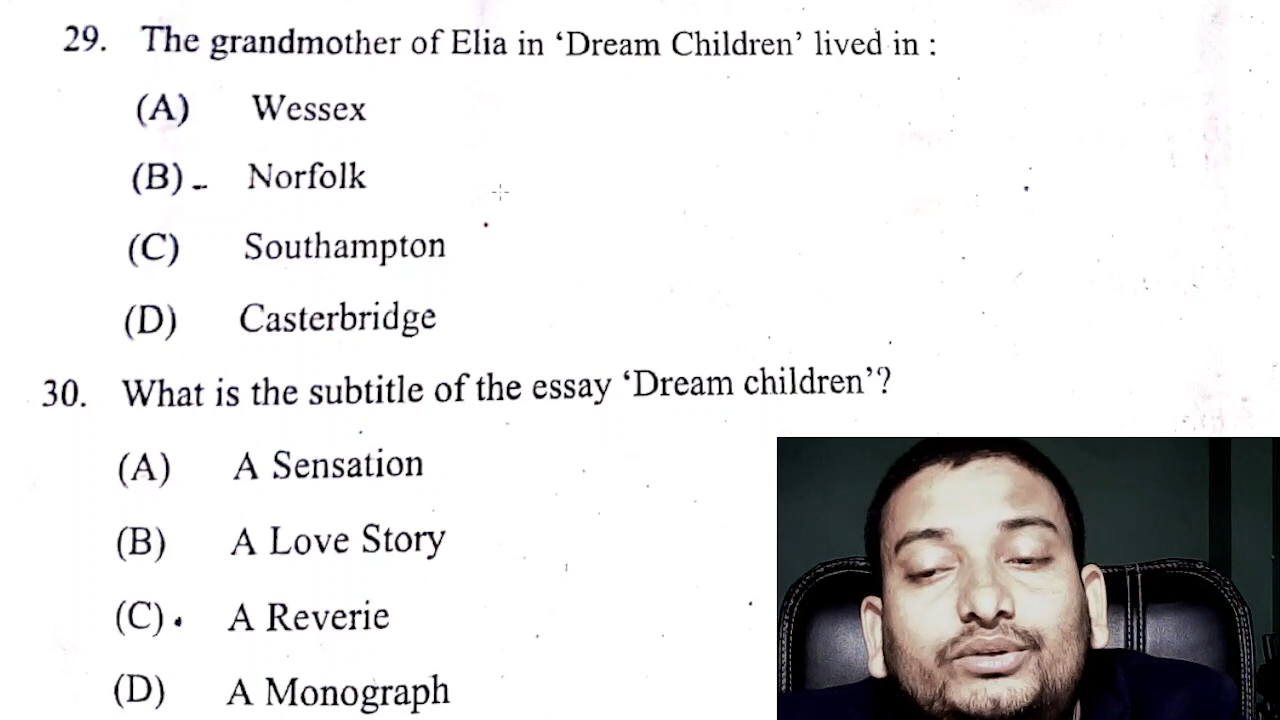 29. The grandmother of Elia in ‘Dream Children’ lived in :
(A) Wessex
(B) Norfolk
(C) Southampton
(D) Casterbridge
30. What is the subtitle of the essay ‘Dream children’?
(A) A Sensation
(B) A Love Story
(C) A Reverie
(D) A Monograph